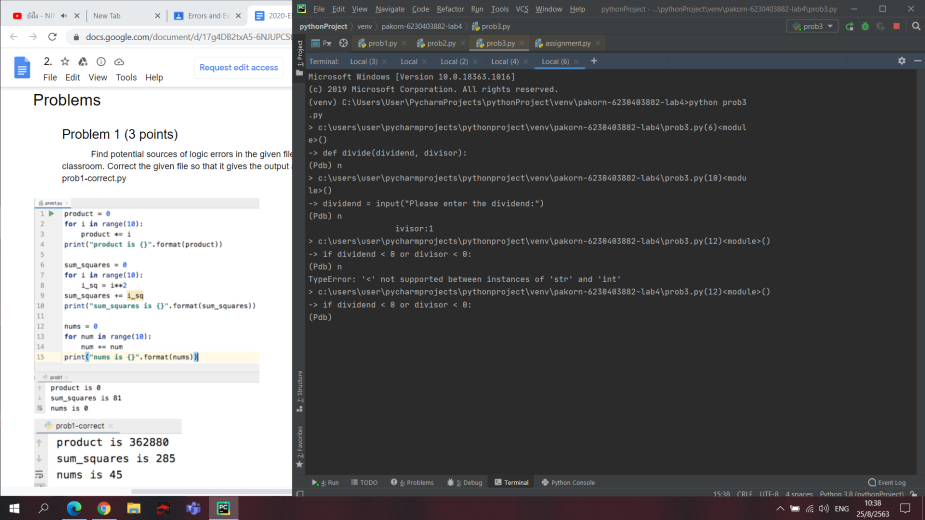 New Tab
Errors and Ex
2020-E
docs.google.com/document/d/17g4DB2txA5-6NJUPCSt
2.
File Edit View Tools Help
Request edit access
Problems
Problem 1 (3 points)
Find potential sources of logic errors in the given file
classroom. Correct the given file so that it gives the output a
prob1-correct.py
prob1.py
1 product = 0
2 for i in range(10):
3 product *= i
4 print("product is {}".format(product))
5
6 sum_squares = 0
7 for i in range(10):
8 i_sq = i**2
9 sum_squares += i_sq
10 print("sum_squares is {}".format(sum_squares))
11
12 nums = 0
13 for num in range(10):
14 num += num
15 print("nums is {}".format(nums))
prob1
product is 0
sum_squares is 81
nums is 0
prob1-correct
product is 362880
sum_squares is 285
nums is 45
File Edit View Navigate Code Refactor Run Tools VCS Window Help pythonProject - ...\pythonProject\venv\pakorn-6230403882-lab4\prob3.py
pythonProject venv pakorn-6230403882-lab4 prob3.py
prob3
prob1.py prob2.py prob3.py assignment.py
1: Project
Terminal: Local (3) Local Local (2) Local (4) Local (6) +
Microsoft Windows [Version 10.0.18363.1016]
(c) 2019 Microsoft Corporation. All rights reserved.
(venv) C:\Users\User\PycharmProjects\pythonProject\venv\pakorn-6230403882-lab4>python prob3
.py
> c:\users\user\pycharmprojects\pythonproject\venv\pakorn-6230403882-lab4\prob3.py(6)<modul
e>()
-> def divide(dividend, divisor):
(Pdb) n
> c:\users\user\pycharmprojects\pythonproject\venv\pakorn-6230403882-lab4\prob3.py(10)<modu
le>()
-> dividend = input("Please enter the dividend:")
(Pdb) n
ivisor:1
> c:\users\user\pycharmprojects\pythonproject\venv\pakorn-6230403882-lab4\prob3.py(12)<module>()
-> if dividend < 0 or divisor < 0:
(Pdb) n
TypeError: '<' not supported between instances of 'str' and 'int'
> c:\users\user\pycharmprojects\pythonproject\venv\pakorn-6230403882-lab4\prob3.py(12)<module>()
-> if dividend < 0 or divisor < 0:
(Pdb)
7: Structure
2: Favorites
4: Run TODO 6: Problems 5: Debug Terminal Python Console Event Log
15:38 CRLF UTF-8 4 spaces Python 3.8 (pythonProject)
ENG
10:38
25/8/2563